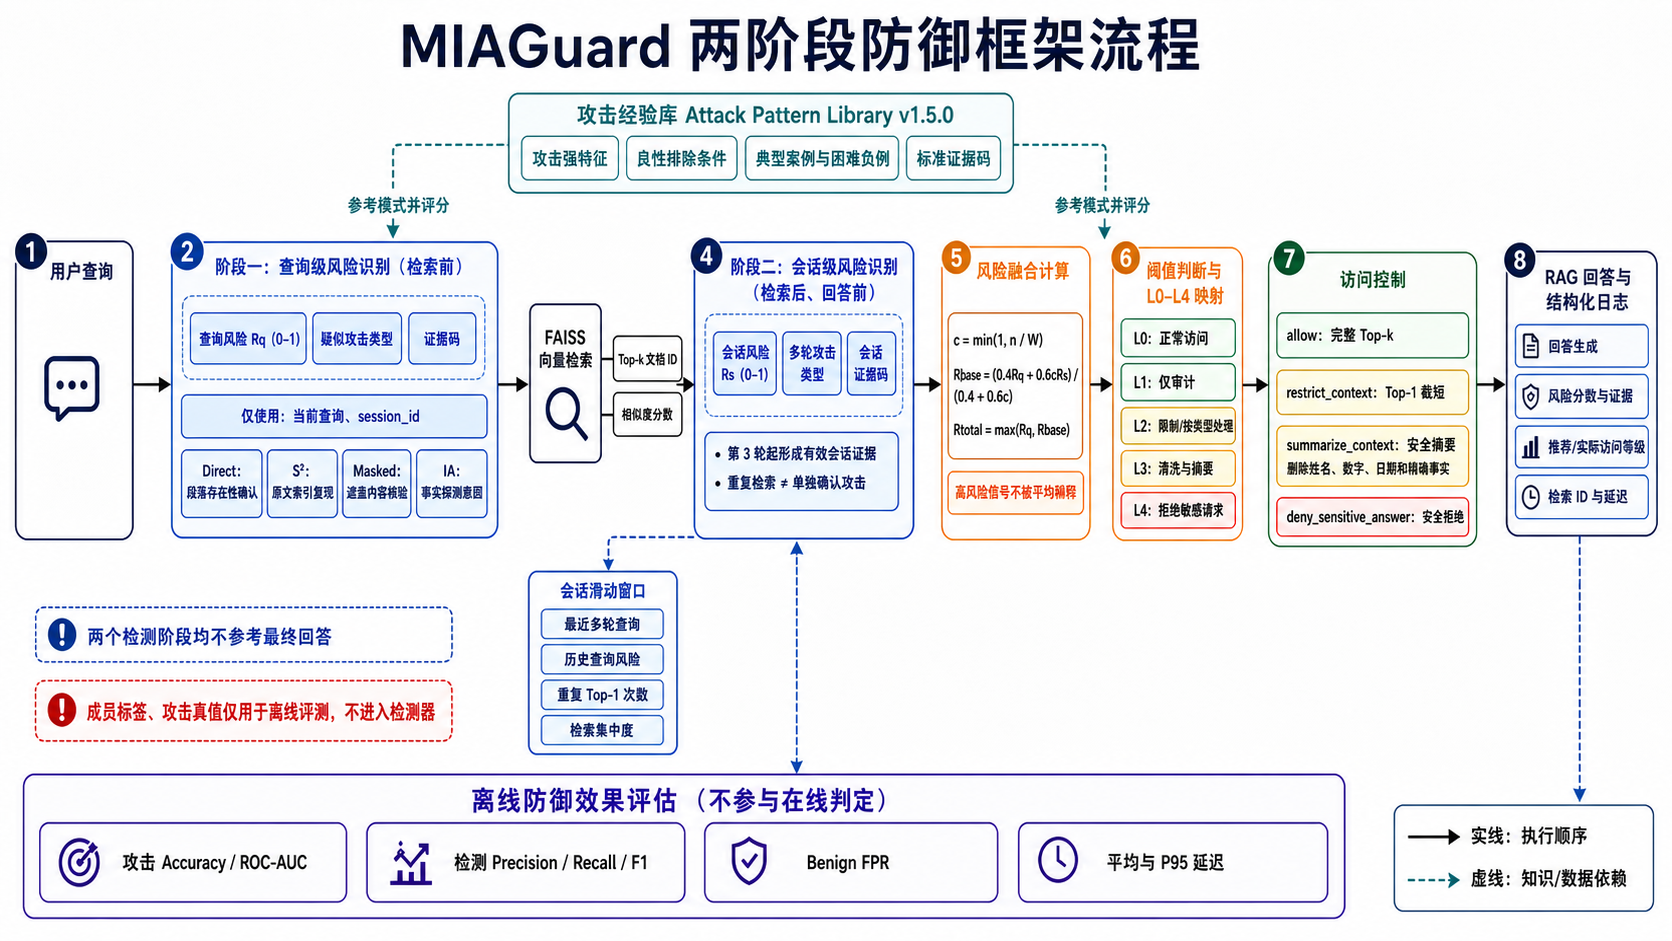 MIAGuard 两阶段防御框架流程
攻击经验库 Attack Pattern Library v1.5.0
攻击强特征
良性排除条件
典型案例与困难负例
标准证据码
参考模式并评分
参考模式并评分
1
用户查询
2
阶段一：查询级风险识别（检索前）
查询风险 Rq (0–1)
疑似攻击类型
证据码
仅使用：当前查询、session_id
Direct：
段落存在性确认
S²：
原文索引复现
Masked：
遮盖内容核验
IA：
事实探测意图
FAISS
向量检索
Top-k 文档 ID
相似度分数
4
阶段二：会话级风险识别
（检索后、回答前）
会话风险
Rs (0–1)
多轮攻击
类型
会话
证据码
• 第 3 轮起形成有效会话证据
• 重复检索 ≠ 单独确认攻击
5
风险融合计算
c = min(1, n / W)
Rbase = (0.4Rq + 0.6cRs) /
(0.4 + 0.6c)
Rtotal = max(Rq, Rbase)
高风险信号不被平均稀释
6
阈值判断与
L0–L4 映射
L0：正常访问
L1：仅审计
L2：限制/按类型处理
L3：清洗与摘要
L4：拒绝敏感请求
7
访问控制
allow：完整 Top-k
restrict_context：Top-1 截短
summarize_context：安全摘要
删除姓名、数字、日期和精确事实
deny_sensitive_answer：安全拒绝
8
RAG 回答与
结构化日志
回答生成
风险分数与证据
推荐/实际访问等级
检索 ID 与延迟
会话滑动窗口
最近多轮查询
历史查询风险
重复 Top-1 次数
检索集中度
两个检测阶段均不参考最终回答
成员标签、攻击真值仅用于离线评测，不进入检测器
离线防御效果评估（不参与在线判定）
攻击 Accuracy / ROC-AUC
检测 Precision / Recall / F1
Benign FPR
平均与 P95 延迟
实线：执行顺序
虚线：知识/数据依赖